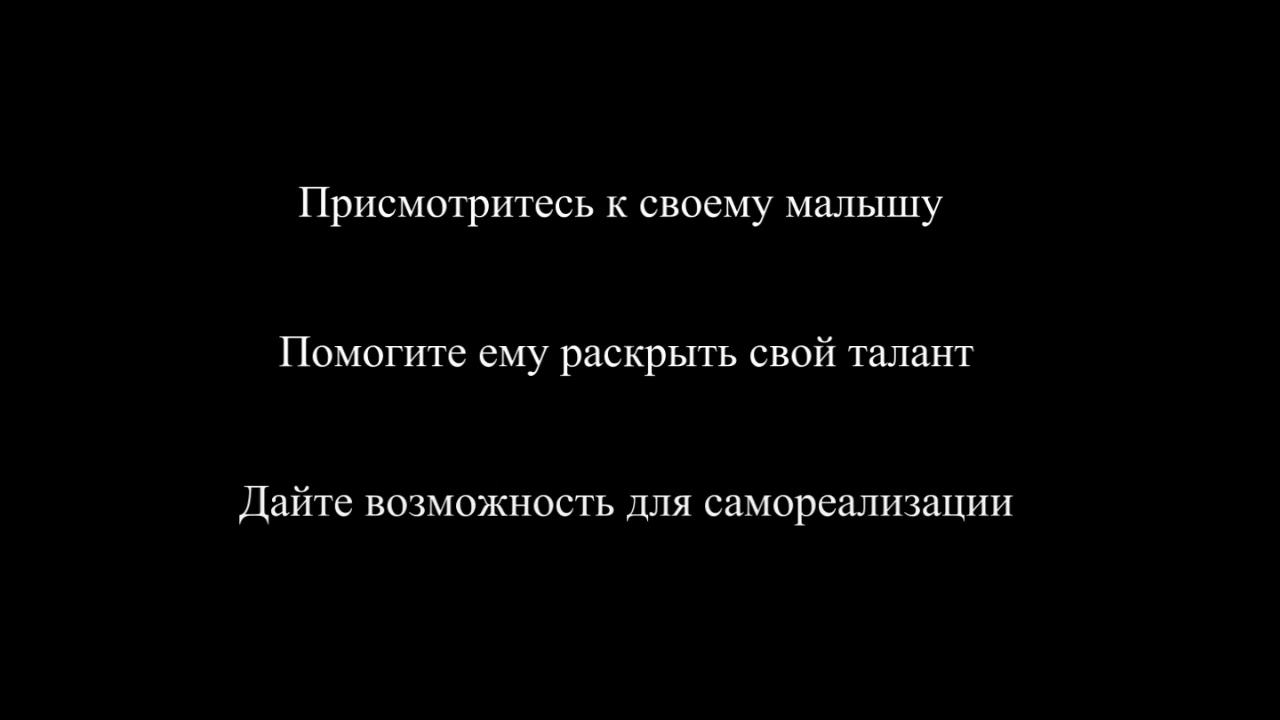 Присмотритесь к своему малышу
Помогите ему раскрыть свой талант
Дайте возможность для самореализации